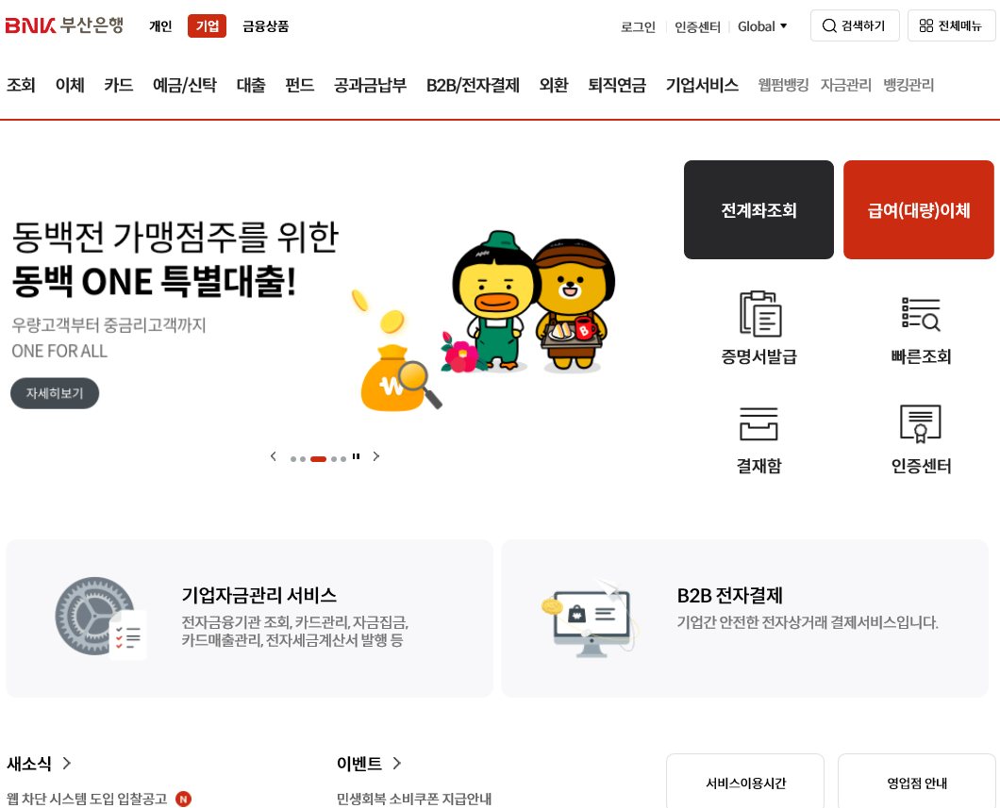 BNK 부산은행 개인 기업 금융상품 로그인 인증센터 Global 검색하기 전체메뉴
조회 이체 카드 예금/신탁 대출 펀드 공과금납부 B2B/전자결제 외환 퇴직연금 기업서비스 웹펌뱅킹 자금관리 뱅킹관리
동백전 가맹점주를 위한
동백 ONE 특별대출!
우량고객부터 중금리고객까지
ONE FOR ALL
자세히보기
W
B
전계좌조회 급여(대량)이체
증명서발급 빠른조회
결재함 인증센터
기업자금관리 서비스
전자금융기관 조회, 카드관리, 자금집금,
카드매출관리, 전자세금계산서 발행 등
B2B 전자결제
기업간 안전한 전자상거래 결제서비스입니다.
새소식
웹 차단 시스템 도입 입찰공고 N
이벤트
민생회복 소비쿠폰 지급안내
서비스이용시간 영업점 안내